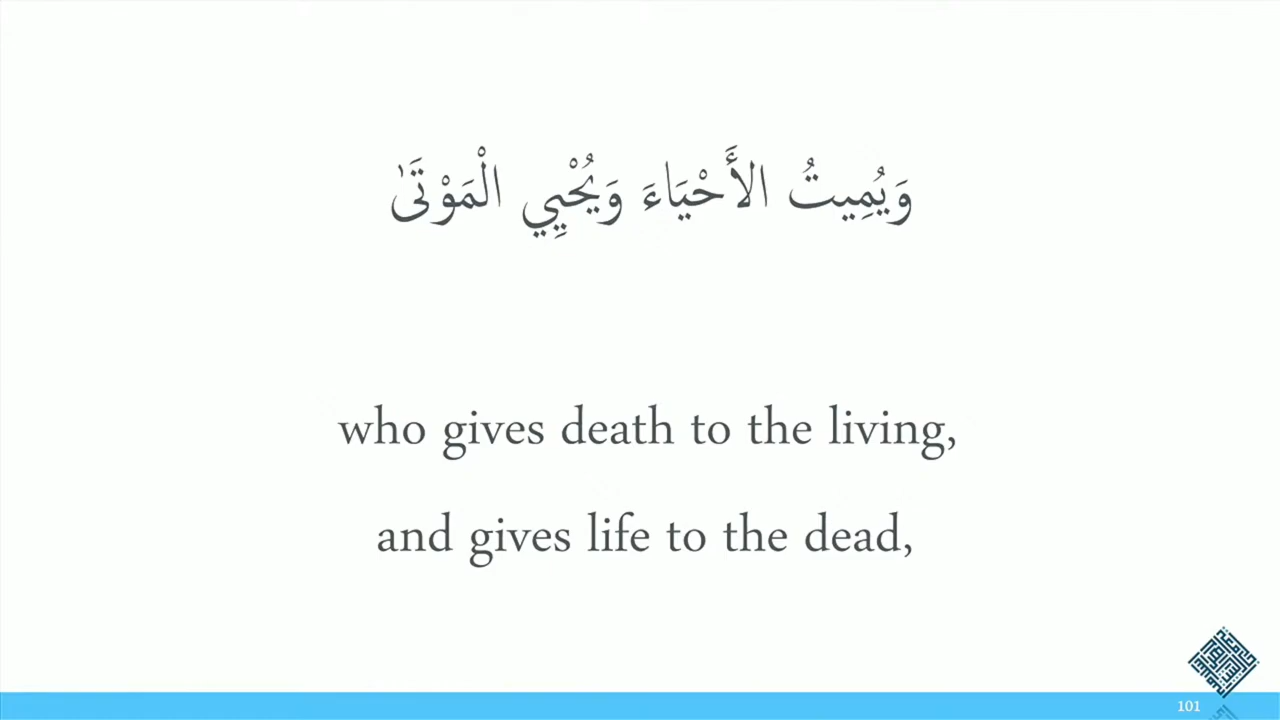 وَيُمِيتُ الأَحْيَاءَ وَيُحْيِي الْمَوْتَىٰ
who gives death to the living,
and gives life to the dead,
101